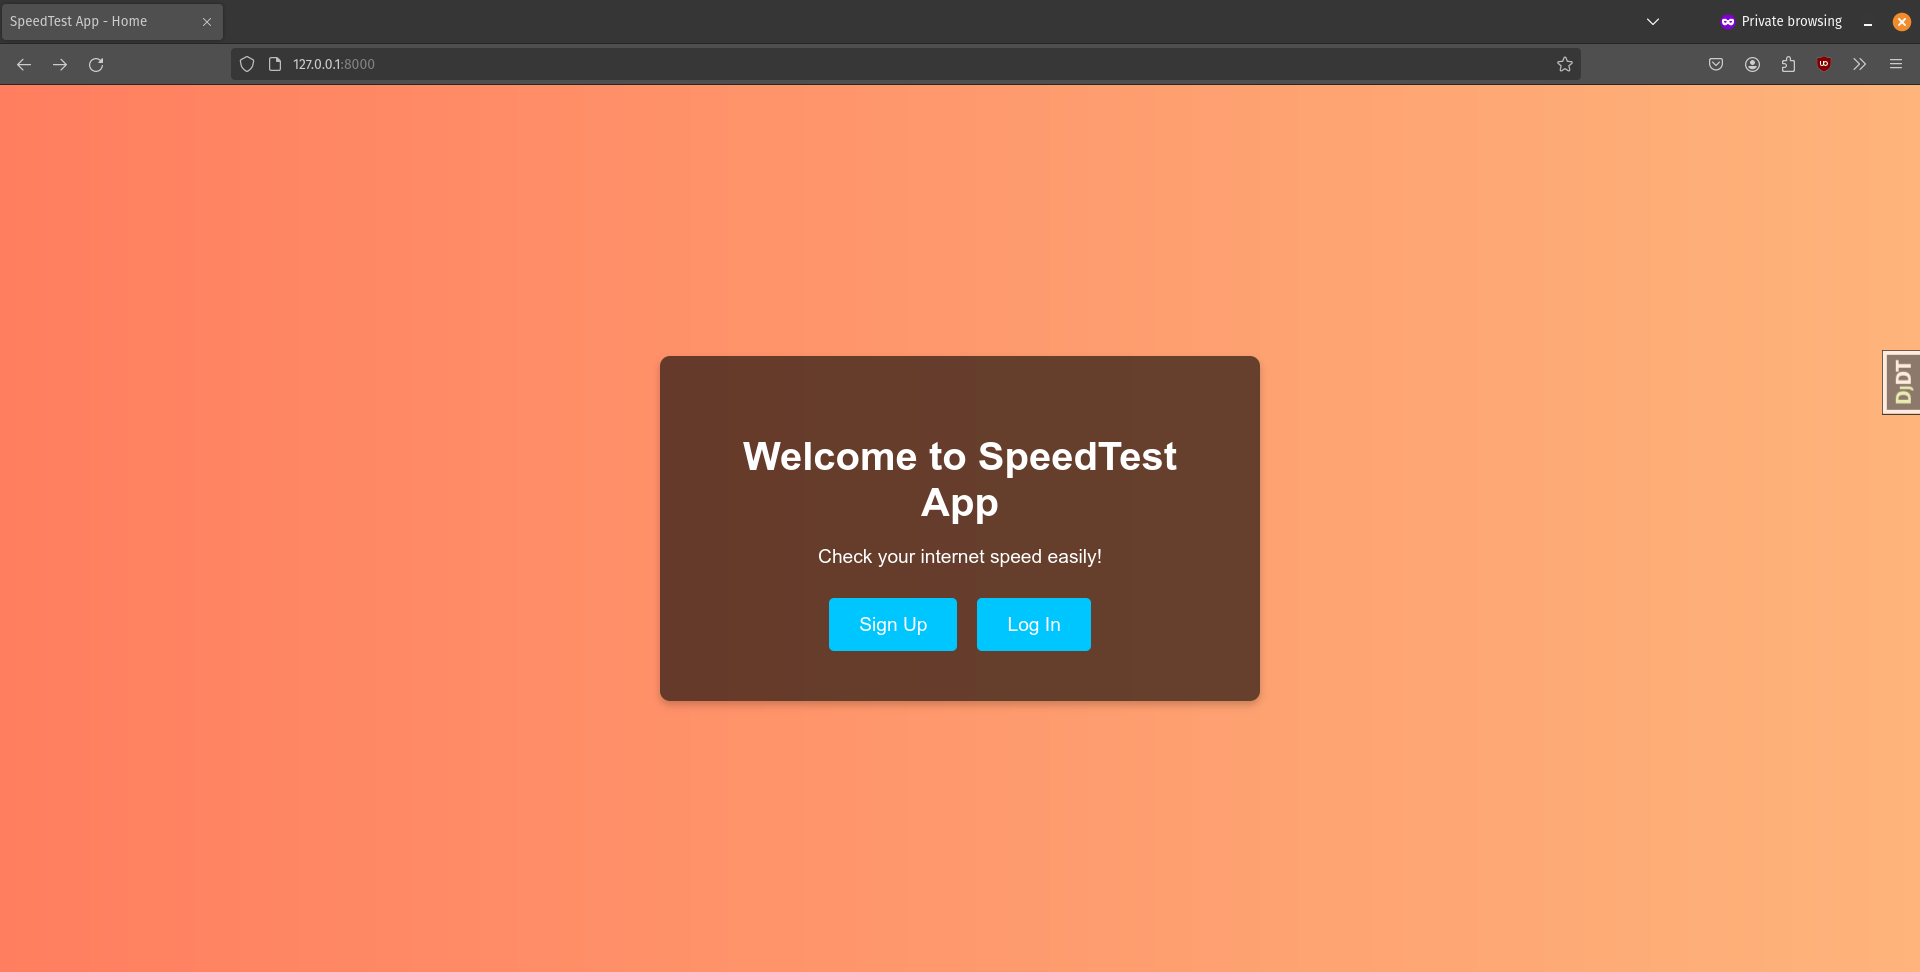 SpeedTest App - Home
Private browsing
127.0.0.1:8000
DjDT
Welcome to SpeedTest
App
Check your internet speed easily!
Sign Up
Log In